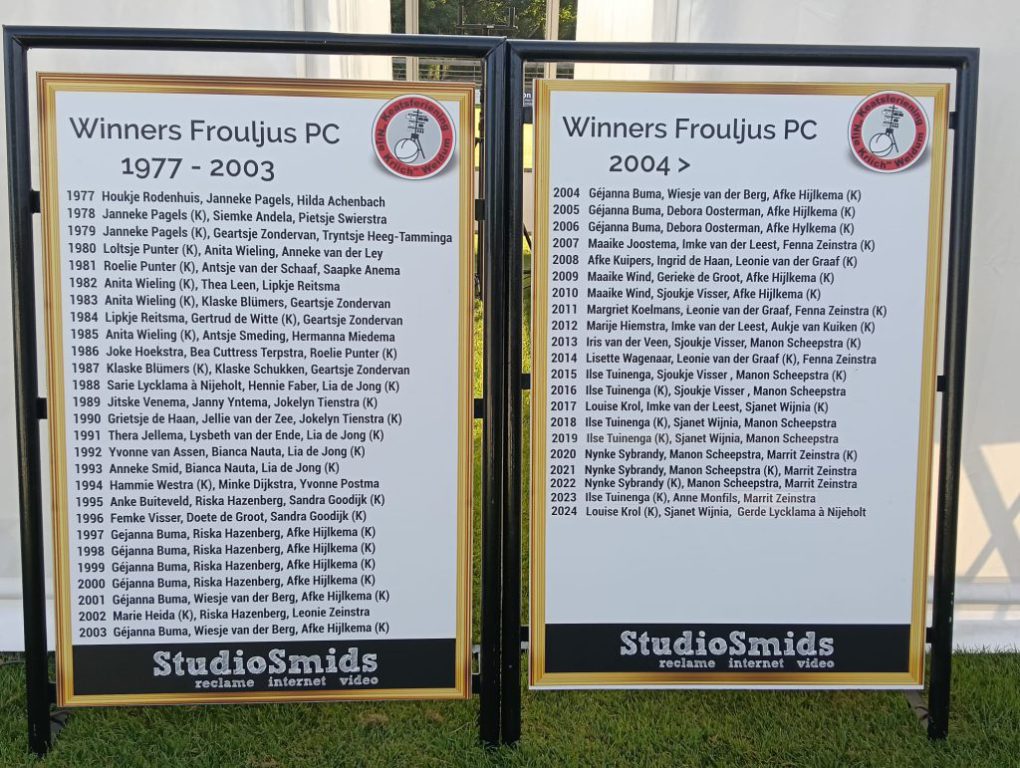 Winners Frouljus PC
1977 - 2003
Keatsferiening
"Nije Kriich" Weidum
1977 Houkje Rodenhuis, Janneke Pagels, Hilda Achenbach
1978 Janneke Pagels (K), Siemke Andela, Pietsje Swierstra
1979 Janneke Pagels (K), Geartsje Zondervan, Tryntsje Heeg-Tamminga
1980 Loltsje Punter (K), Anita Wieling, Anneke van der Ley
1981 Roelie Punter (K), Antsje van der Schaaf, Saapke Anema
1982 Anita Wieling (K), Thea Leen, Lipkje Reitsma
1983 Anita Wieling (K), Klaske Blümers, Geartsje Zondervan
1984 Lipkje Reitsma, Gertrud de Witte (K), Geartsje Zondervan
1985 Anita Wieling (K), Antsje Smeding, Hermanna Miedema
1986 Joke Hoekstra, Bea Cuttress Terpstra, Roelie Punter (K)
1987 Klaske Blümers (K), Klaske Schukken, Geartsje Zondervan
1988 Sarie Lycklama à Nijeholt, Hennie Faber, Lia de Jong (K)
1989 Jitske Venema, Janny Yntema, Jokelyn Tienstra (K)
1990 Grietsje de Haan, Jellie van der Zee, Jokelyn Tienstra (K)
1991 Thera Jellema, Lysbeth van der Ende, Lia de Jong (K)
1992 Yvonne van Assen, Bianca Nauta, Lia de Jong (K)
1993 Anneke Smid, Bianca Nauta, Lia de Jong (K)
1994 Hammie Westra (K), Minke Dijkstra, Yvonne Postma
1995 Anke Buiteveld, Riska Hazenberg, Sandra Goodijk (K)
1996 Femke Visser, Doete de Groot, Sandra Goodijk (K)
1997 Gejanna Buma, Riska Hazenberg, Afke Hijlkema (K)
1998 Géjanna Buma, Riska Hazenberg, Afke Hijlkema (K)
1999 Géjanna Buma, Riska Hazenberg, Afke Hijlkema (K)
2000 Géjanna Buma, Riska Hazenberg, Afke Hijlkema (K)
2001 Géjanna Buma, Wiesje van der Berg, Afke Hijlkema (K)
2002 Marie Heida (K), Riska Hazenberg, Leonie Zeinstra
2003 Géjanna Buma, Wiesje van der Berg, Afke Hijlkema (K)
StudioSmids
reclame internet video
Winners Frouljus PC
2004 >
Keatsferiening
"Nije Kriich" Weidum
2004 Géjanna Buma, Wiesje van der Berg, Afke Hijlkema (K)
2005 Géjanna Buma, Debora Oosterman, Afke Hijlkema (K)
2006 Géjanna Buma, Debora Oosterman, Afke Hylkema (K)
2007 Maaike Joostema, Imke van der Leest, Fenna Zeinstra (K)
2008 Afke Kuipers, Ingrid de Haan, Leonie van der Graaf (K)
2009 Maaike Wind, Gerieke de Groot, Afke Hijlkema (K)
2010 Maaike Wind, Sjoukje Visser, Afke Hijlkema (K)
2011 Margriet Koelmans, Leonie van der Graaf, Fenna Zeinstra (K)
2012 Marije Hiemstra, Imke van der Leest, Aukje van Kuiken (K)
2013 Iris van der Veen, Sjoukje Visser, Manon Scheepstra (K)
2014 Lisette Wagenaar, Leonie van der Graaf (K), Fenna Zeinstra
2015 Ilse Tuinenga, Sjoukje Visser , Manon Scheepstra (K)
2016 Ilse Tuinenga (K), Sjoukje Visser , Manon Scheepstra
2017 Louise Krol, Imke van der Leest, Sjanet Wijnia (K)
2018 Ilse Tuinenga (K), Sjanet Wijnia, Manon Scheepstra
2019 Ilse Tuinenga (K), Sjanet Wijnia, Manon Scheepstra
2020 Nynke Sybrandy, Manon Scheepstra, Marrit Zeinstra (K)
2021 Nynke Sybrandy, Manon Scheepstra (K), Marrit Zeinstra
2022 Nynke Sybrandy (K), Manon Scheepstra, Marrit Zeinstra
2023 Ilse Tuinenga (K), Anne Monfils, Marrit Zeinstra
2024 Louise Krol (K), Sjanet Wijnia, Gerde Lycklama à Nijeholt
StudioSmids
reclame internet video